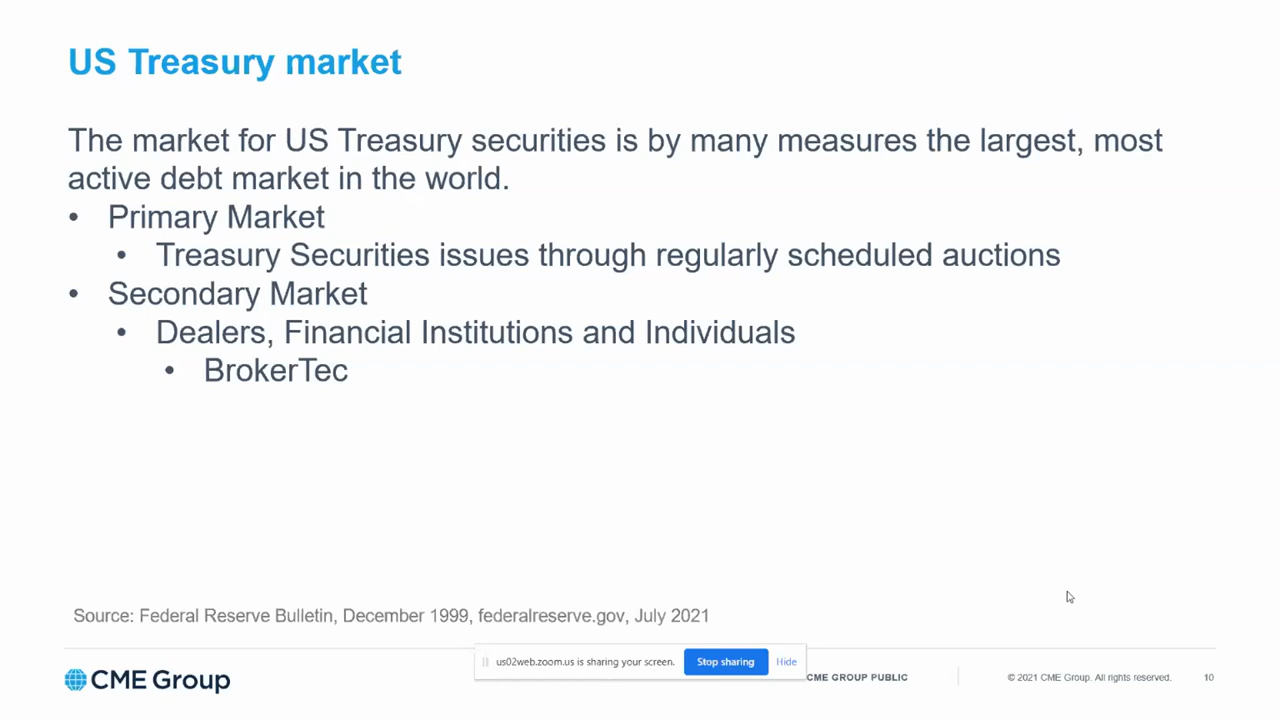 US Treasury market
The market for US Treasury securities is by many measures the largest, most
active debt market in the world.
• Primary Market
• Treasury Securities issues through regularly scheduled auctions
• Secondary Market
• Dealers, Financial Institutions and Individuals
• BrokerTec
Source: Federal Reserve Bulletin, December 1999, federalreserve.gov, July 2021
us02web.zoom.us is sharing your screen. Stop sharing Hide
CME Group CME GROUP PUBLIC © 2021 CME Group. All rights reserved. 10